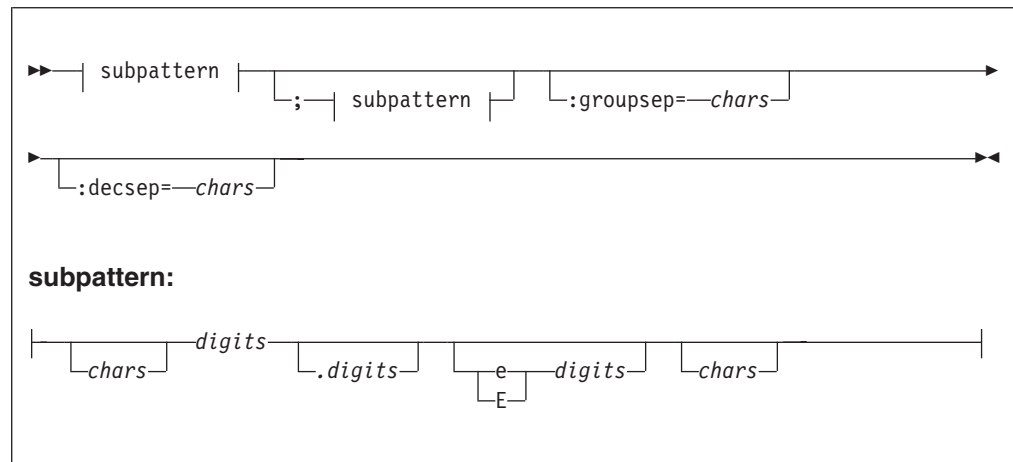 subpattern
; subpattern :groupsep= chars
:decsep= chars
subpattern:
digits
chars .digits e digits chars
E